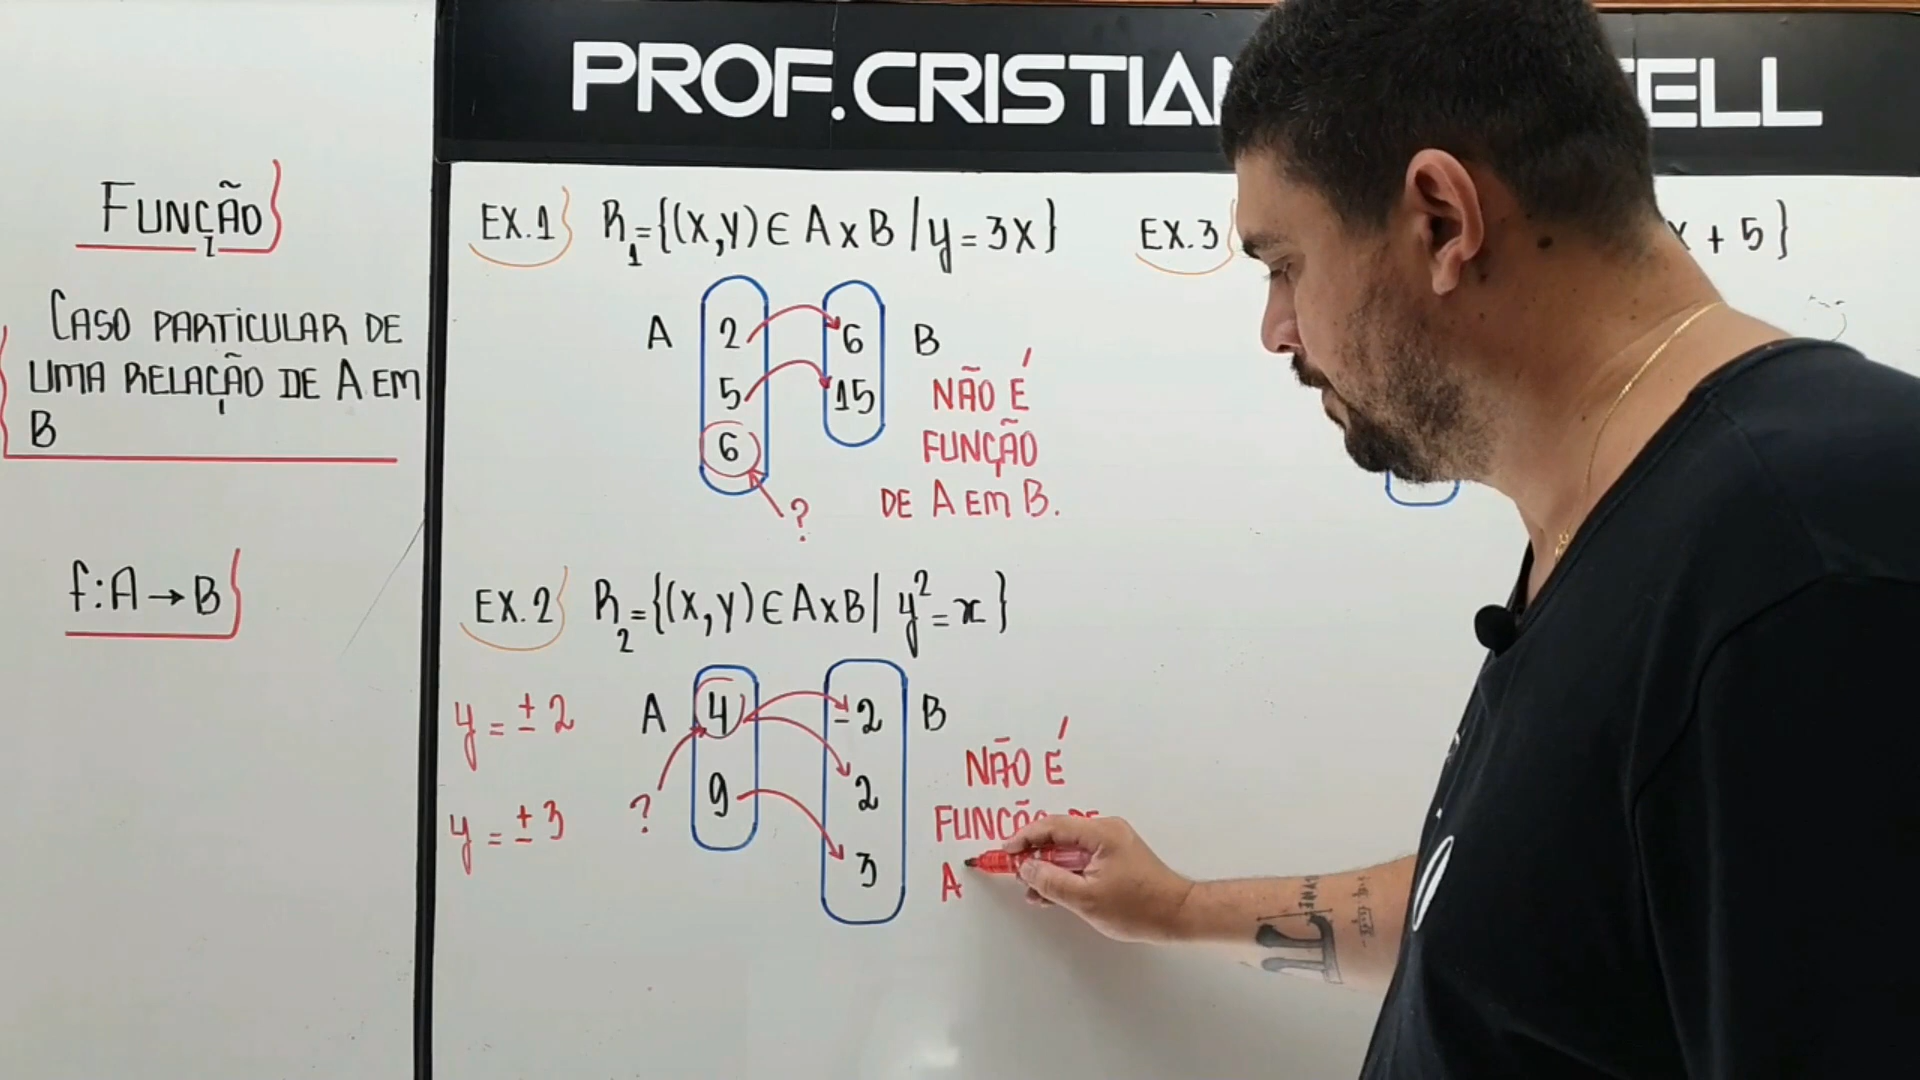 PROF.CRISTIAN ELL
FUNÇÃO
CASO PARTICULAR DE
UMA RELAÇÃO DE A EM
B
f: A → B
EX.1 R₁ = {(x,y) ∈ A x B / y = 3x}
A 2 6 B
5 15
6
?
NÃO É
FUNÇÃO
DE A EM B.
EX.2 R₂ = {(x,y) ∈ A x B | y² = x}
y = ± 2 A 4 -2 B
9 2
y = ± 3 ? 3
NÃO É
FUNÇÃO DE
A
EX.3 x + 5}